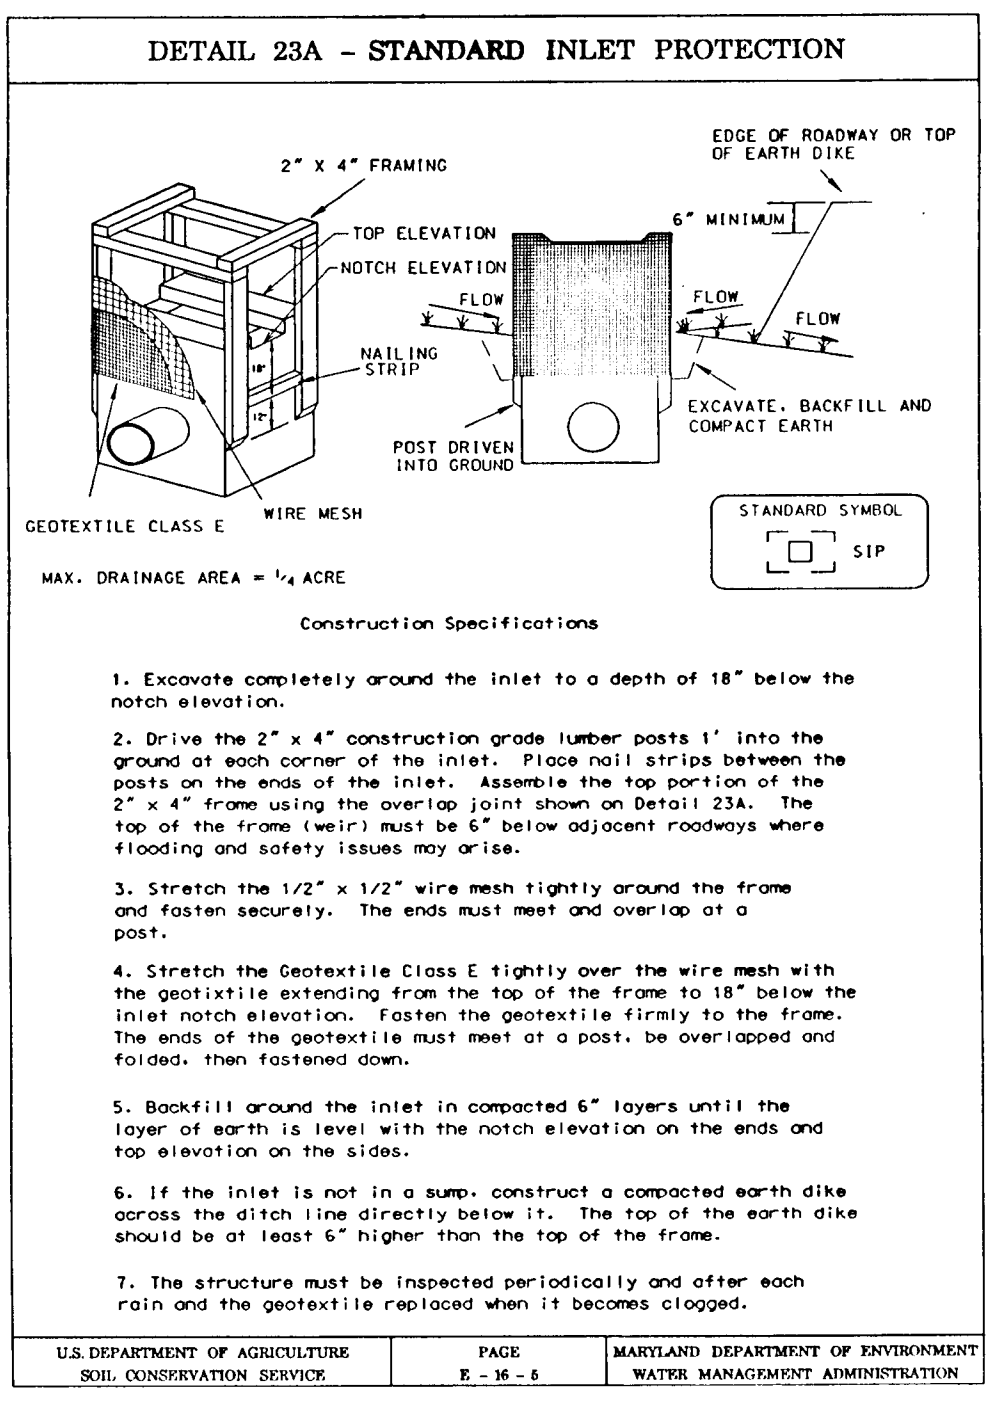 DETAIL 23A - STANDARD INLET PROTECTION
EDGE OF ROADWAY OR TOP
OF EARTH DIKE
2" X 4" FRAMING
6" MINIMUM
TOP ELEVATION
NOTCH ELEVATION
FLOW
FLOW
FLOW
NAILING
STRIP
18"
12"
EXCAVATE, BACKFILL AND
COMPACT EARTH
POST DRIVEN
INTO GROUND
WIRE MESH
GEOTEXTILE CLASS E
STANDARD SYMBOL
SIP
MAX. DRAINAGE AREA = 1/4 ACRE
Construction Specifications
1. Excavate completely around the inlet to a depth of 18" below the
notch elevation.
2. Drive the 2" x 4" construction grade lumber posts 1' into the
ground at each corner of the inlet. Place nail strips between the
posts on the ends of the inlet. Assemble the top portion of the
2" x 4" frame using the overlap joint shown on Detail 23A. The
top of the frame (weir) must be 6" below adjacent roadways where
flooding and safety issues may arise.
3. Stretch the 1/2" x 1/2" wire mesh tightly around the frame
and fasten securely. The ends must meet and overlap at a
post.
4. Stretch the Geotextile Class E tightly over the wire mesh with
the geotixtile extending from the top of the frame to 18" below the
inlet notch elevation. Fasten the geotextile firmly to the frame.
The ends of the geotextile must meet at a post, be overlapped and
folded, then fastened down.
5. Backfill around the inlet in compacted 6" layers until the
layer of earth is level with the notch elevation on the ends and
top elevation on the sides.
6. If the inlet is not in a sump, construct a compacted earth dike
across the ditch line directly below it. The top of the earth dike
should be at least 6" higher than the top of the frame.
7. The structure must be inspected periodically and after each
rain and the geotextile replaced when it becomes clogged.
U.S. DEPARTMENT OF AGRICULTURE
SOIL CONSERVATION SERVICE
PAGE
E - 16 - 5
MARYLAND DEPARTMENT OF ENVIRONMENT
WATER MANAGEMENT ADMINISTRATION